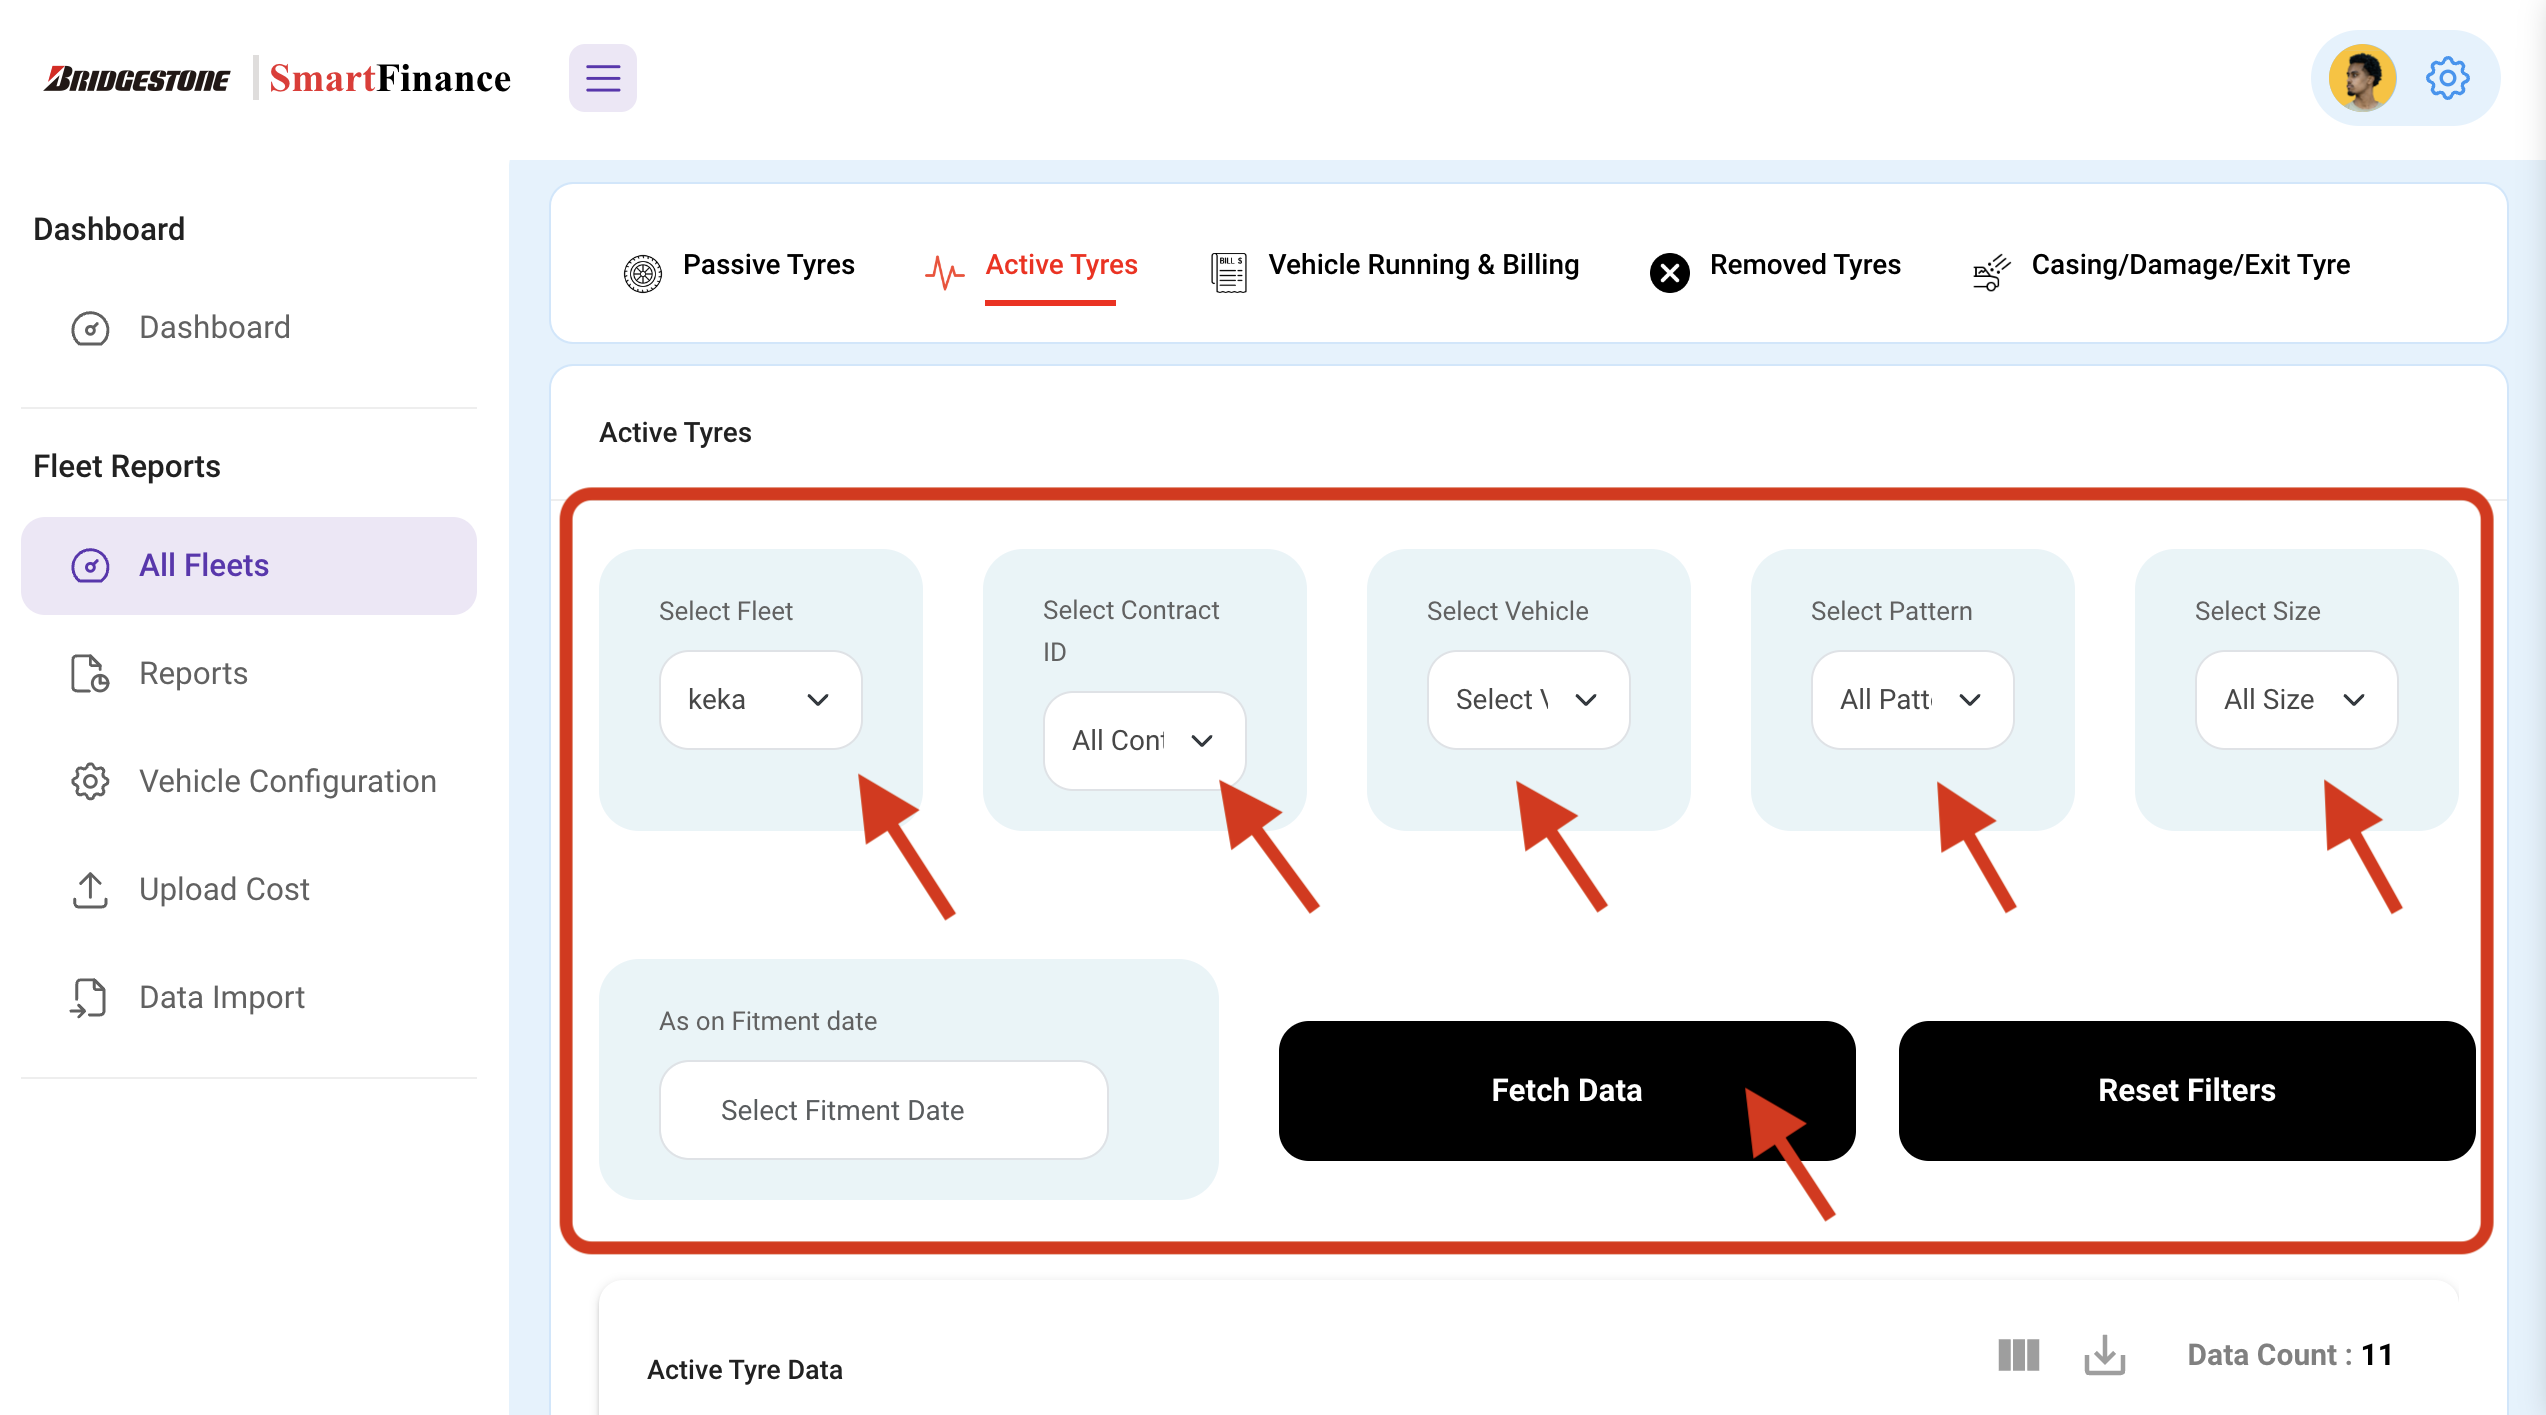 BRIDGESTONE
SmartFinance
Dashboard
Dashboard
Fleet Reports
All Fleets
Reports
Vehicle Configuration
Upload Cost
Data Import
Passive Tyres
Active Tyres
BILL $
Vehicle Running & Billing
Removed Tyres
Casing/Damage/Exit Tyre
Active Tyres
Select Fleet
keka
Select Contract
ID
All Cont
Select Vehicle
Select V
Select Pattern
All Patt
Select Size
All Size
As on Fitment date
Select Fitment Date
Fetch Data
Reset Filters
Active Tyre Data
Data Count : 11